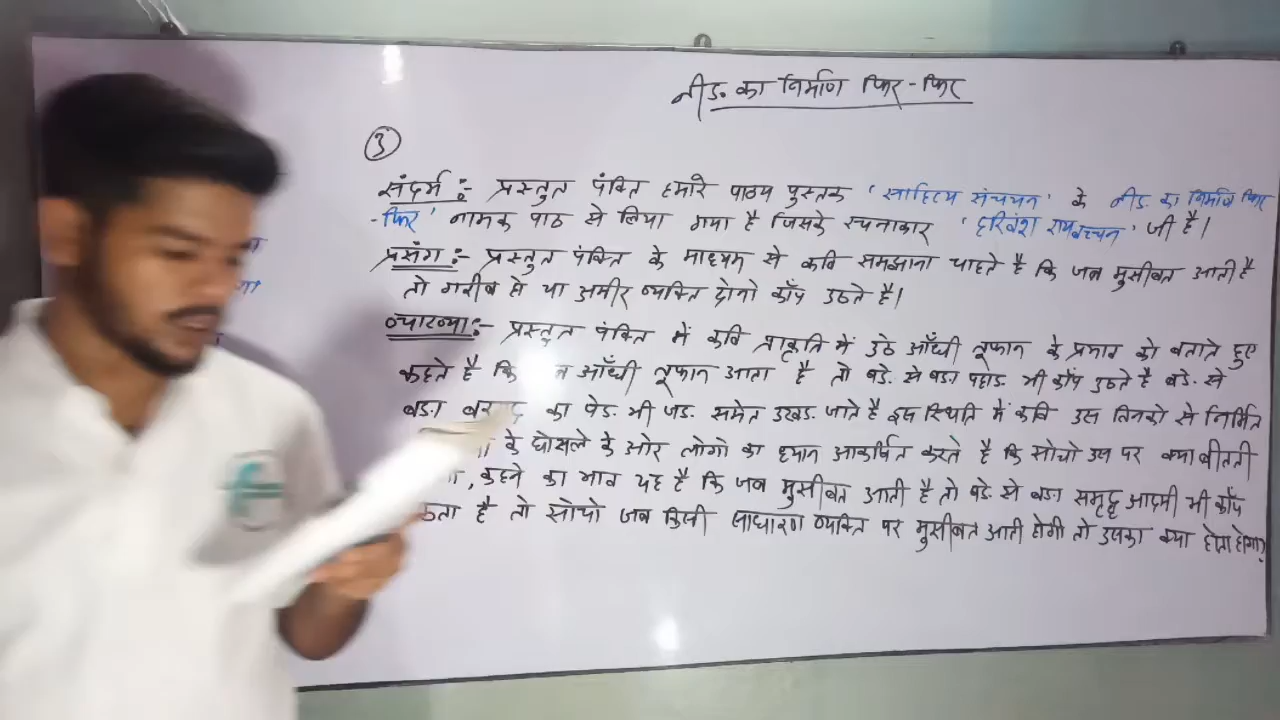 नीड़ का निर्माण फिर-फिर
③
संदर्भ :- प्रस्तुत पंक्ति हमारे पाठ्य पुस्तक 'साहित्य संचयन' के नीड़ का निर्माण फिर
-फिर' नामक पाठ से लिया गया है जिसके रचनाकार 'हरिवंश राय बच्चन' जी है।
प्रसंग :- प्रस्तुत पंक्ति के माध्यम से कवि समझाना चाहते है कि जब मुसीबत आती है
तो गरीब हो या अमीर व्यक्ति दोनो काँप उठते है।
व्याख्या :- प्रस्तुत पंक्ति में कवि प्राकृति में उठे आँधी तूफान के प्रभाव को बताते हुए
कहते है कि आँधी तूफान आता है तो बड़े से बडा पहाड़ भी काँप उठते है बड़े से
बडा बरगद का पेड़ भी जड़ समेत उखड़ जाते है इस स्थिति में कवि उस तिनको से निर्मित
के घोसले के ओर लोगो का ध्यान आकर्षित करते है कि सोचो उस पर क्या बीतती
, कहने का भाव यह है कि जब मुसीबत आती है तो बड़े से बडा समृद्ध आदमी भी काँप
है तो सोचो जब किसी साधारण व्यक्ति पर मुसीबत आती होगी तो उसका क्या होता होगा?